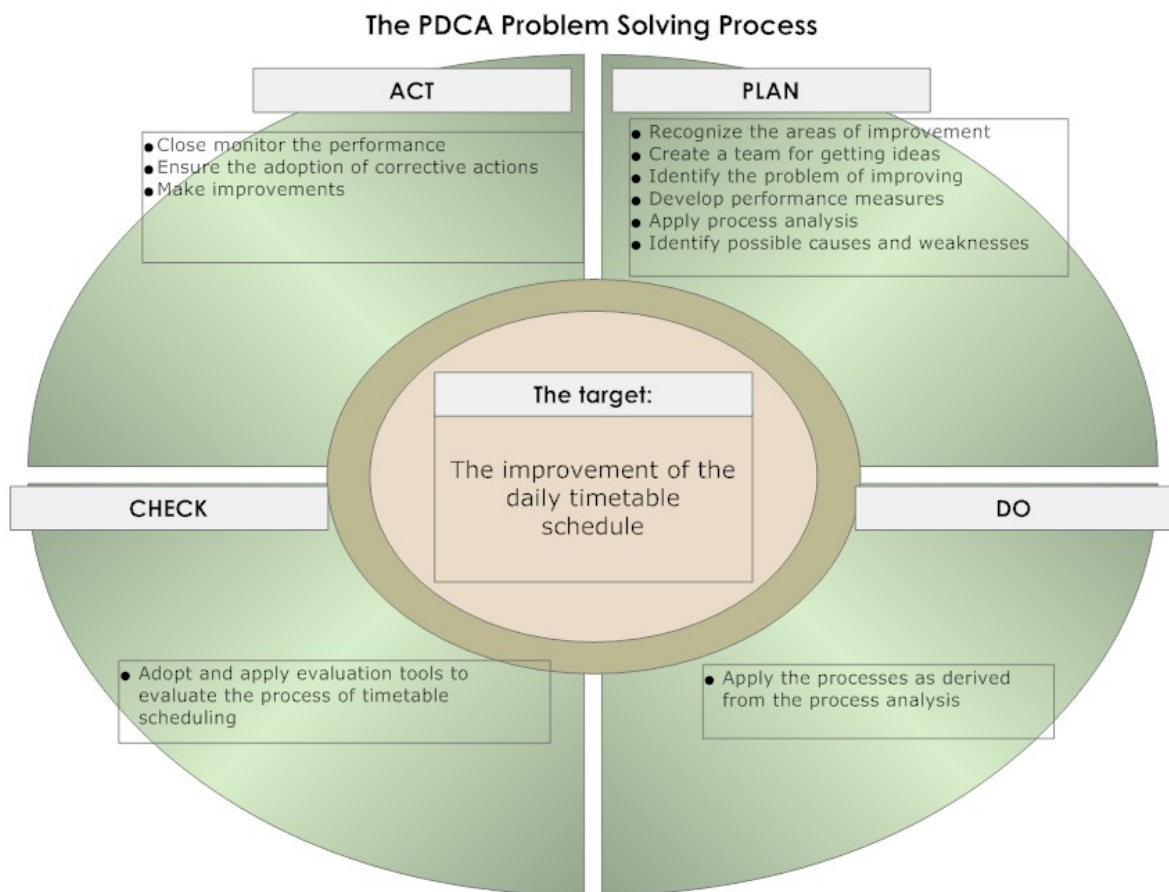 The PDCA Problem Solving Process
ACT
● Close monitor the performance
● Ensure the adoption of corrective actions
● Make improvements
PLAN
● Recognize the areas of improvement
● Create a team for getting ideas
● Identify the problem of improving
● Develop performance measures
● Apply process analysis
● Identify possible causes and weaknesses
The target:
The improvement of the
daily timetable
schedule
CHECK
● Adopt and apply evaluation tools to
evaluate the process of timetable
scheduling
DO
● Apply the processes as derived
from the process analysis